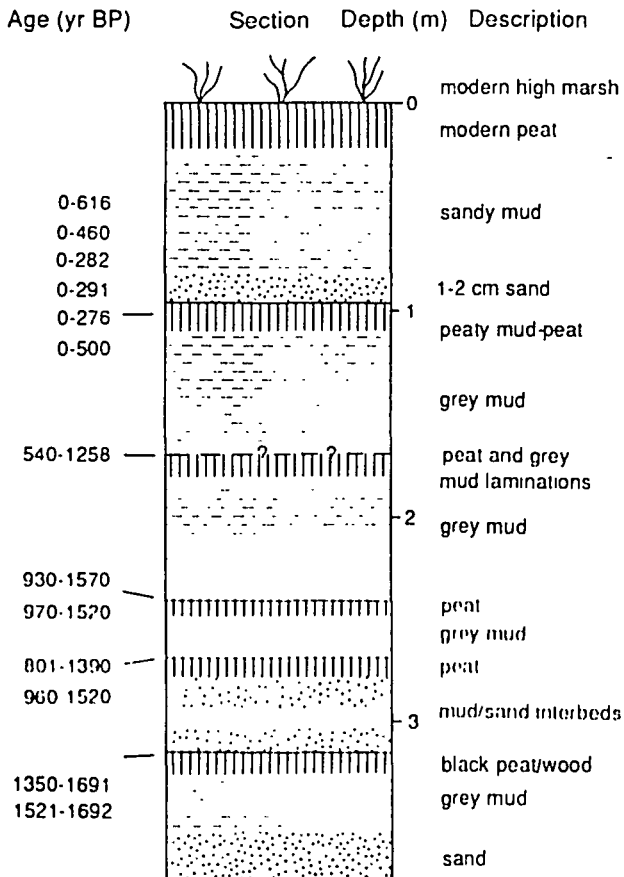 Age (yr BP) Section Depth (m) Description
modern high marsh
0
modern peat
0-616
sandy mud
0-460
0-282
0-291
1-2 cm sand
0-276
1
peaty mud-peat
0-500
grey mud
540-1258
? ?
peat and grey
mud laminations
2
grey mud
930-1570
970-1520
peat
grey mud
801-1390
peat
960-1520
mud/sand interbeds
3
black peat/wood
1350-1691
grey mud
1521-1692
sand